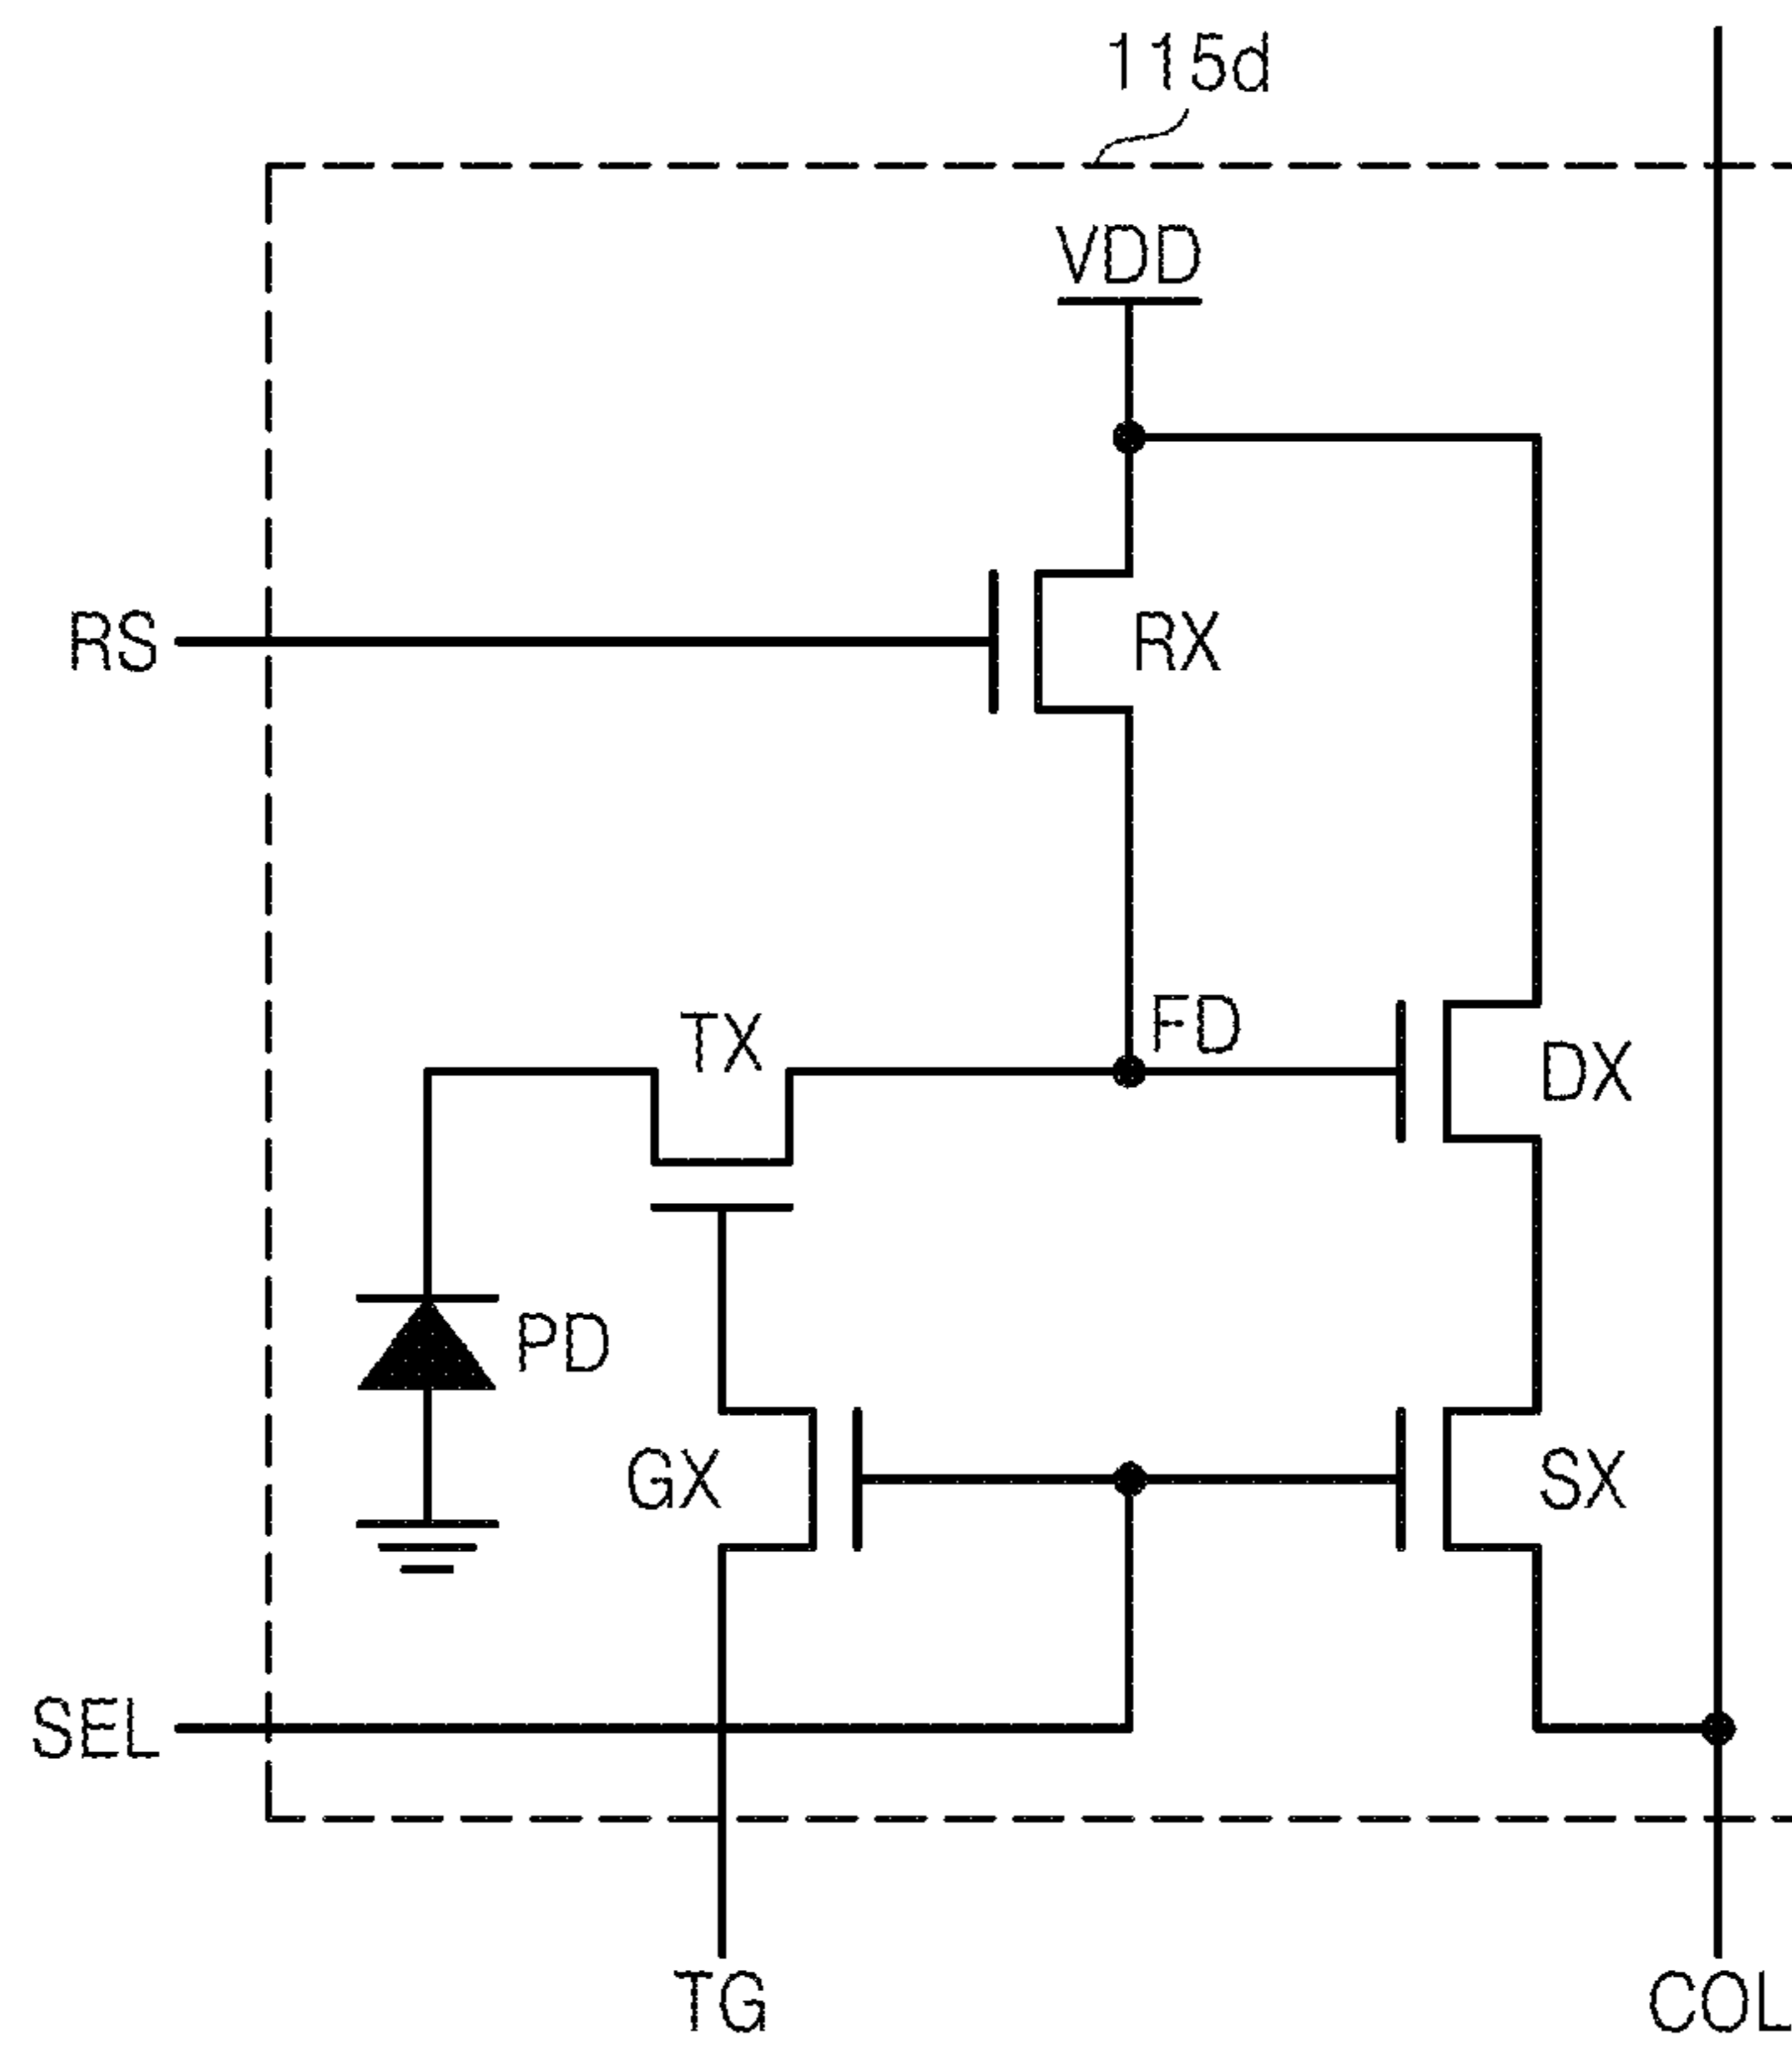 115d
VDD
RS
RX
TX
FD
DX
PD
GX
SX
SEL
TG
COL